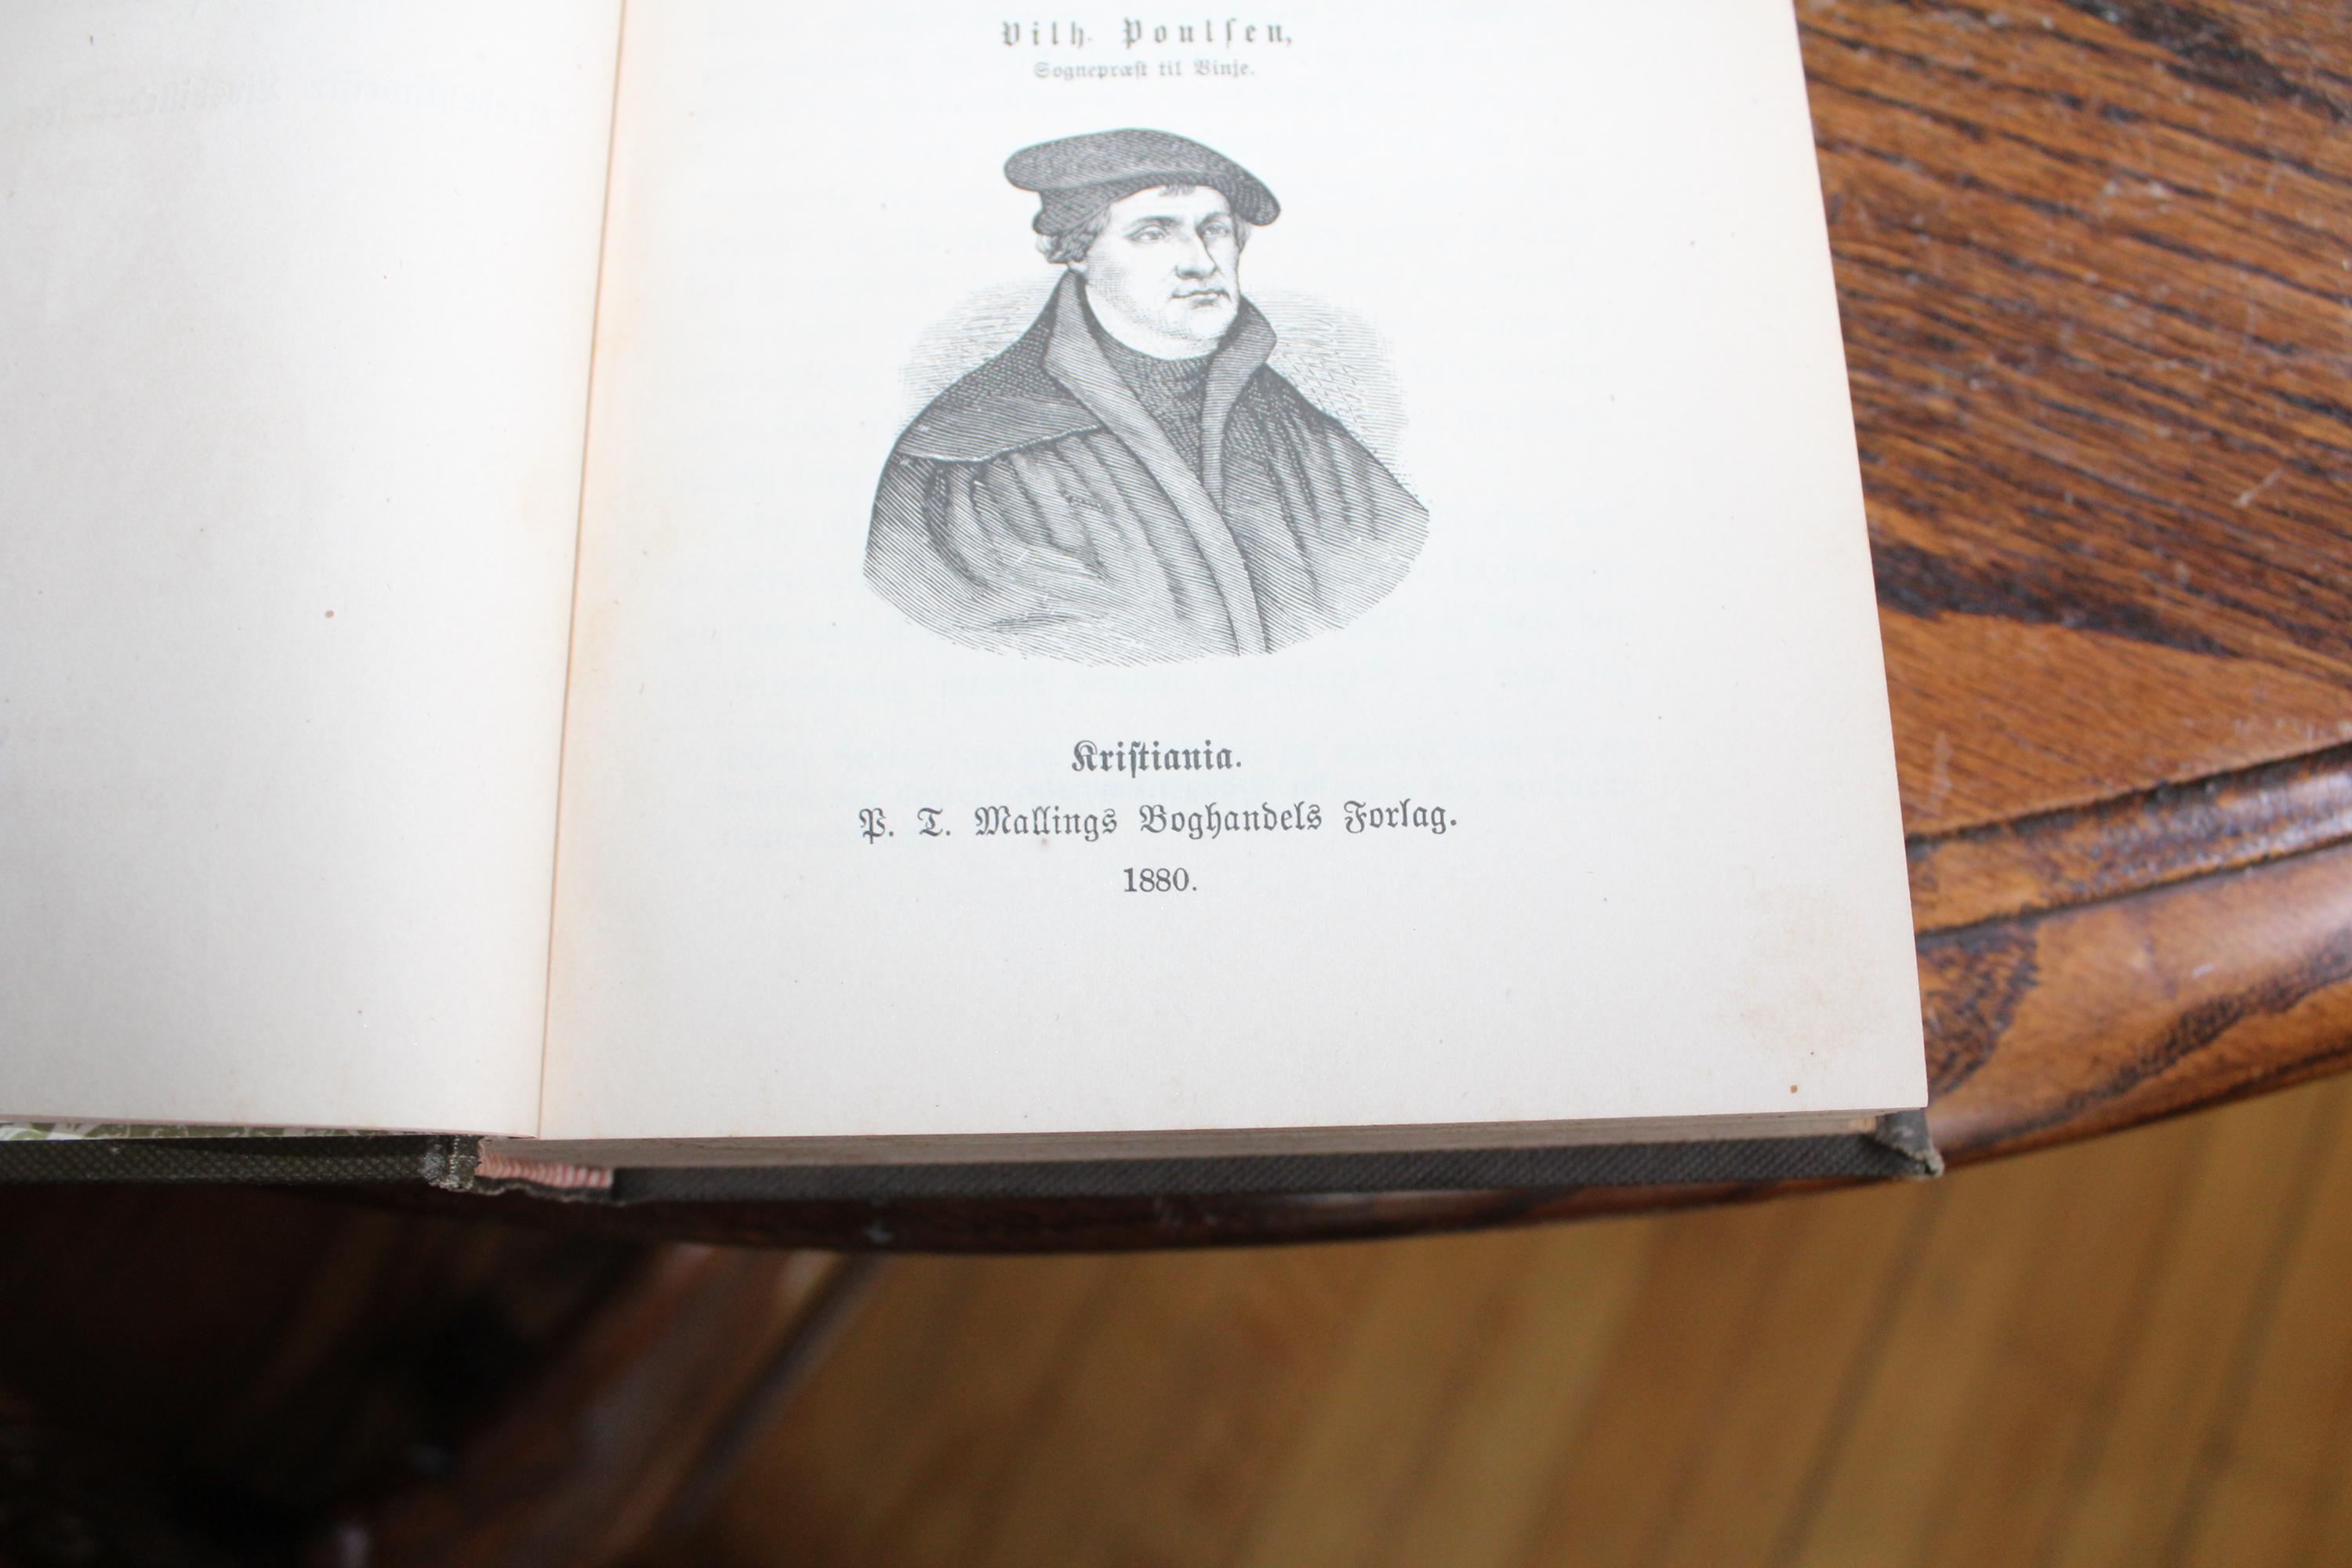 Vilh. Poulsen,
Sognepræst til Vinje.
Kristiania.
P. T. Mallings Boghandels Forlag.
1880.